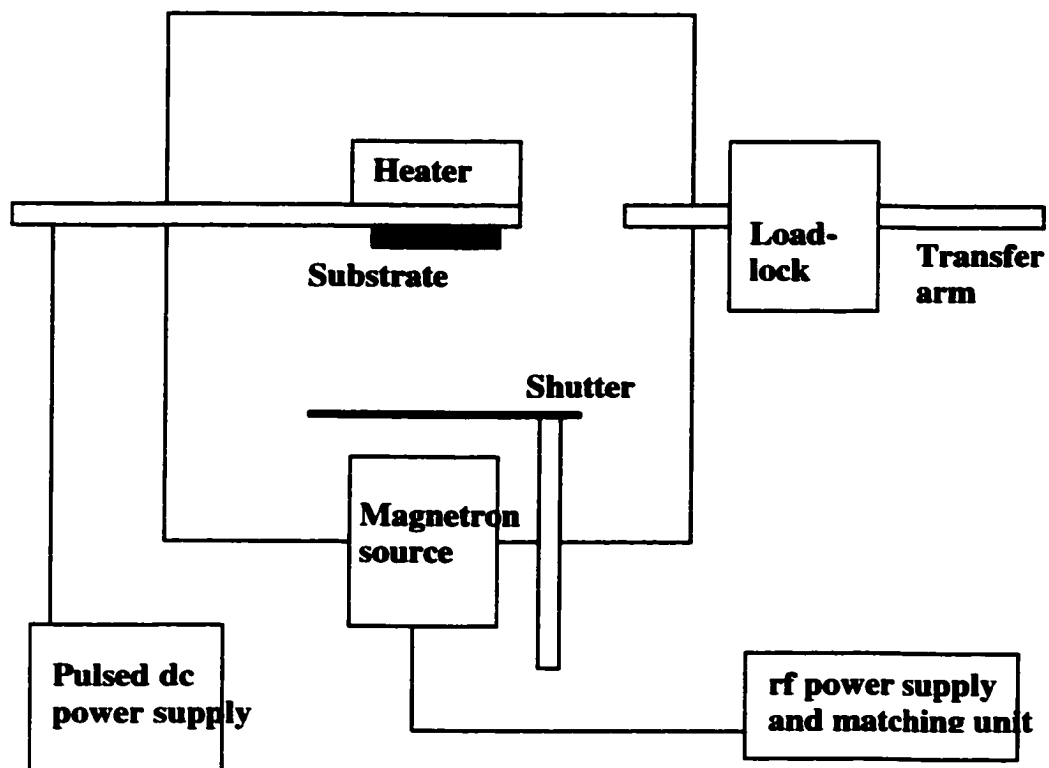 Heater
Substrate
Load-
lock
Transfer
arm
Shutter
Magnetron
source
Pulsed dc
power supply
rf power supply
and matching unit